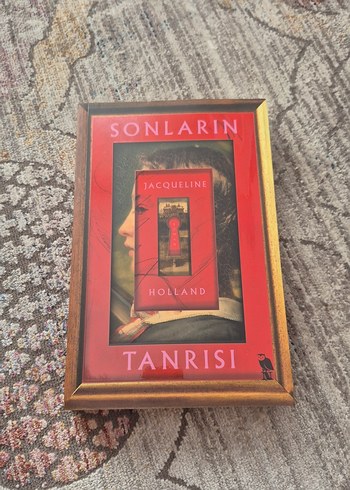 SONLARIN
JACQUELINE
HOLLAND
TANRISI